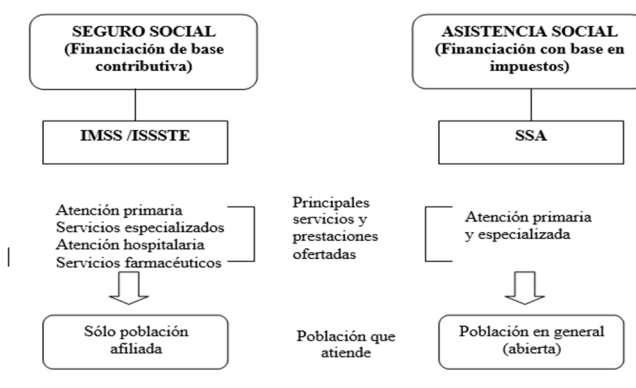 SEGURO SOCIAL
(Financiación de base
contributiva)
ASISTENCIA SOCIAL
(Financiación con base en
impuestos)
IMSS /ISSSTE
SSA
Atención primaria
Servicios especializados
Atención hospitalaria
Servicios farmacéuticos
Principales
servicios y
prestaciones
ofertadas
Atención primaria
y especializada
Sólo población
afiliada
Población que
atiende
Población en general
(abierta)